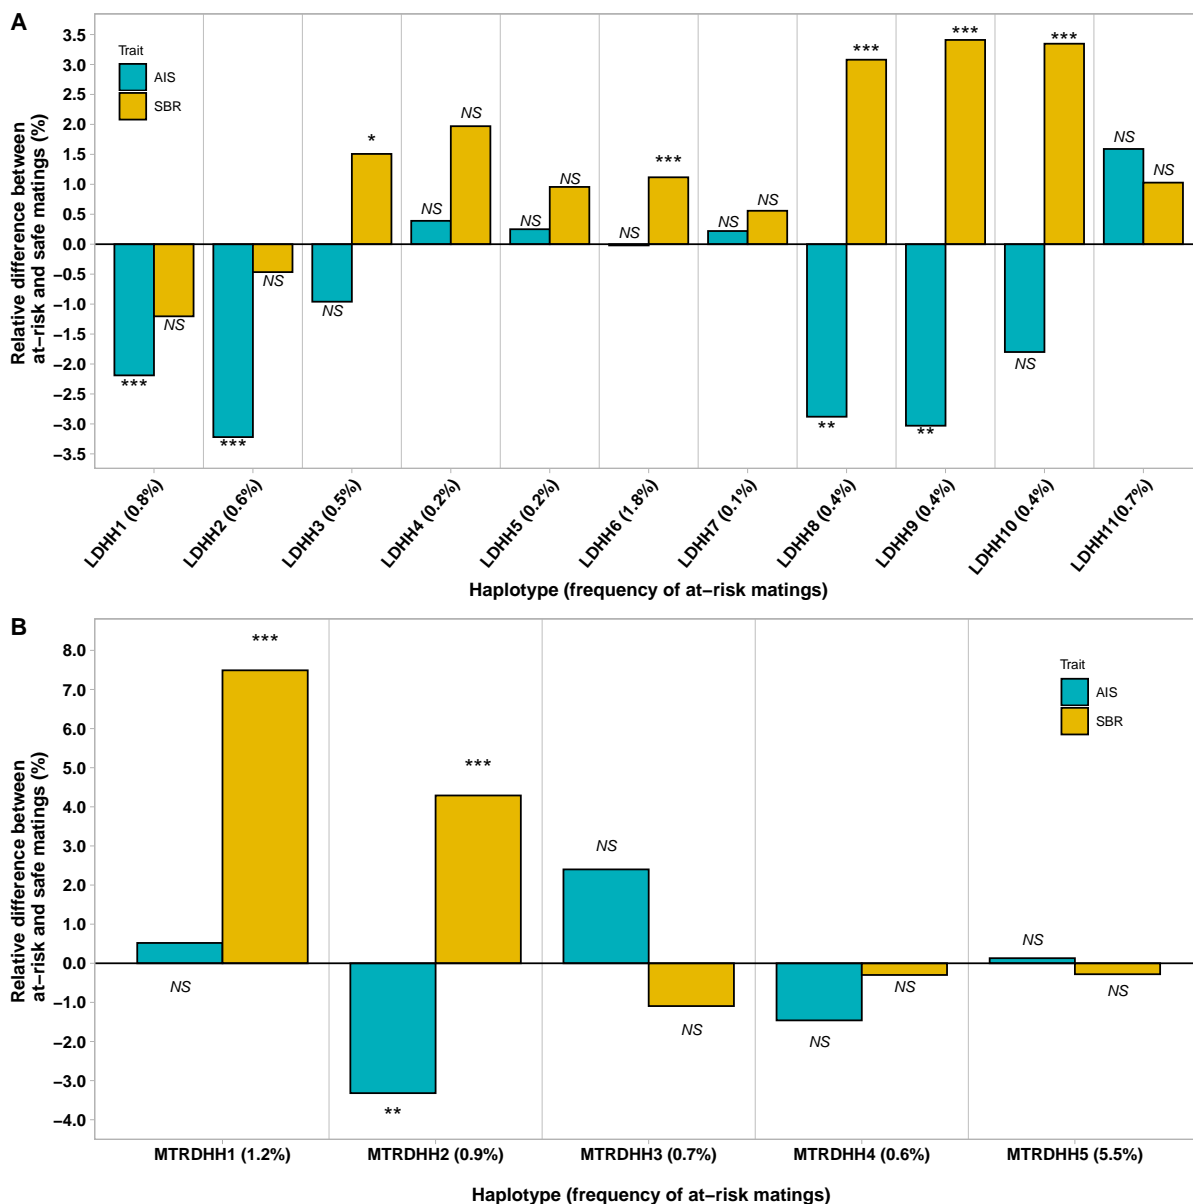 A
Relative difference between
at–risk and safe matings (%)
3.5
3.0
2.5
2.0
1.5
1.0
0.5
0.0
−0.5
−1.0
−1.5
−2.0
−2.5
−3.0
−3.5
Trait
AIS
SBR
***
NS
***
NS
NS
*
NS
NS
NS
NS
NS
***
NS
NS
**
***
**
***
NS
***
NS
NS
LDHH1 (0.8%)
LDHH2 (0.6%)
LDHH3 (0.5%)
LDHH4 (0.2%)
LDHH5 (0.2%)
LDHH6 (1.8%)
LDHH7 (0.1%)
LDHH8 (0.4%)
LDHH9 (0.4%)
LDHH10 (0.4%)
LDHH11(0.7%)
Haplotype (frequency of at–risk matings)
B
Relative difference between
at–risk and safe matings (%)
8.0
7.0
6.0
5.0
4.0
3.0
2.0
1.0
0.0
−1.0
−2.0
−3.0
−4.0
Trait
AIS
SBR
NS
***
**
***
NS
NS
NS
NS
NS
NS
MTRDHH1 (1.2%)
MTRDHH2 (0.9%)
MTRDHH3 (0.7%)
MTRDHH4 (0.6%)
MTRDHH5 (5.5%)
Haplotype (frequency of at–risk matings)